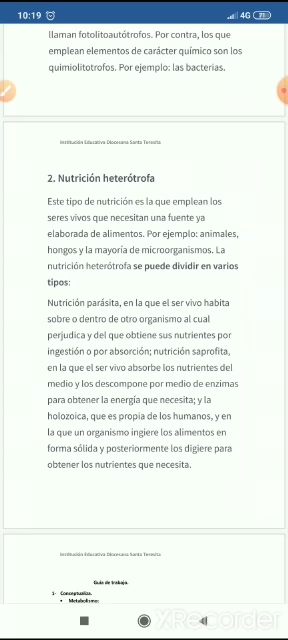 10:19
4G
21
llaman fotolitoautótrofos. Por contra, los que
emplean elementos de carácter químico son los
quimiolitotrofos. Por ejemplo: las bacterias.
Institución Educativa Diocesana Santa Teresita
2. Nutrición heterótrofa
Este tipo de nutrición es la que emplean los
seres vivos que necesitan una fuente ya
elaborada de alimentos. Por ejemplo: animales,
hongos y la mayoría de microorganismos. La
nutrición heterótrofa se puede dividir en varios
tipos:
Nutrición parásita, en la que el ser vivo habita
sobre o dentro de otro organismo al cual
perjudica y del que obtiene sus nutrientes por
ingestión o por absorción; nutrición saprofita,
en la que el ser vivo absorbe los nutrientes del
medio y los descompone por medio de enzimas
para obtener la energía que necesita; y la
holozoica, que es propia de los humanos, y en
la que un organismo ingiere los alimentos en
forma sólida y posteriormente los digiere para
obtener los nutrientes que necesita.
Institución Educativa Diocesana Santa Teresita
Guía de trabajo.
1- Conceptualiza.
• Metabolismo:
XRecorder